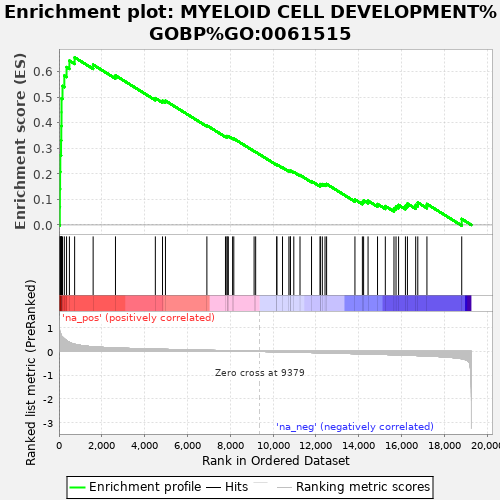 Enrichment plot: MYELOID CELL DEVELOPMENT%
GOBP%GO:0061515
Enrichment score (ES)
0.6
0.5
0.4
0.3
0.2
0.1
0.0
Ranked list metric (PreRanked)
1
0
-1
-2
-3
'na_pos' (positively correlated)
Zero cross at 9379
'na_neg' (negatively correlated)
0
2,000
4,000
6,000
8,000
10,000
12,000
14,000
16,000
18,000
20,000
Rank in Ordered Dataset
Enrichment profile
Hits
Ranking metric scores